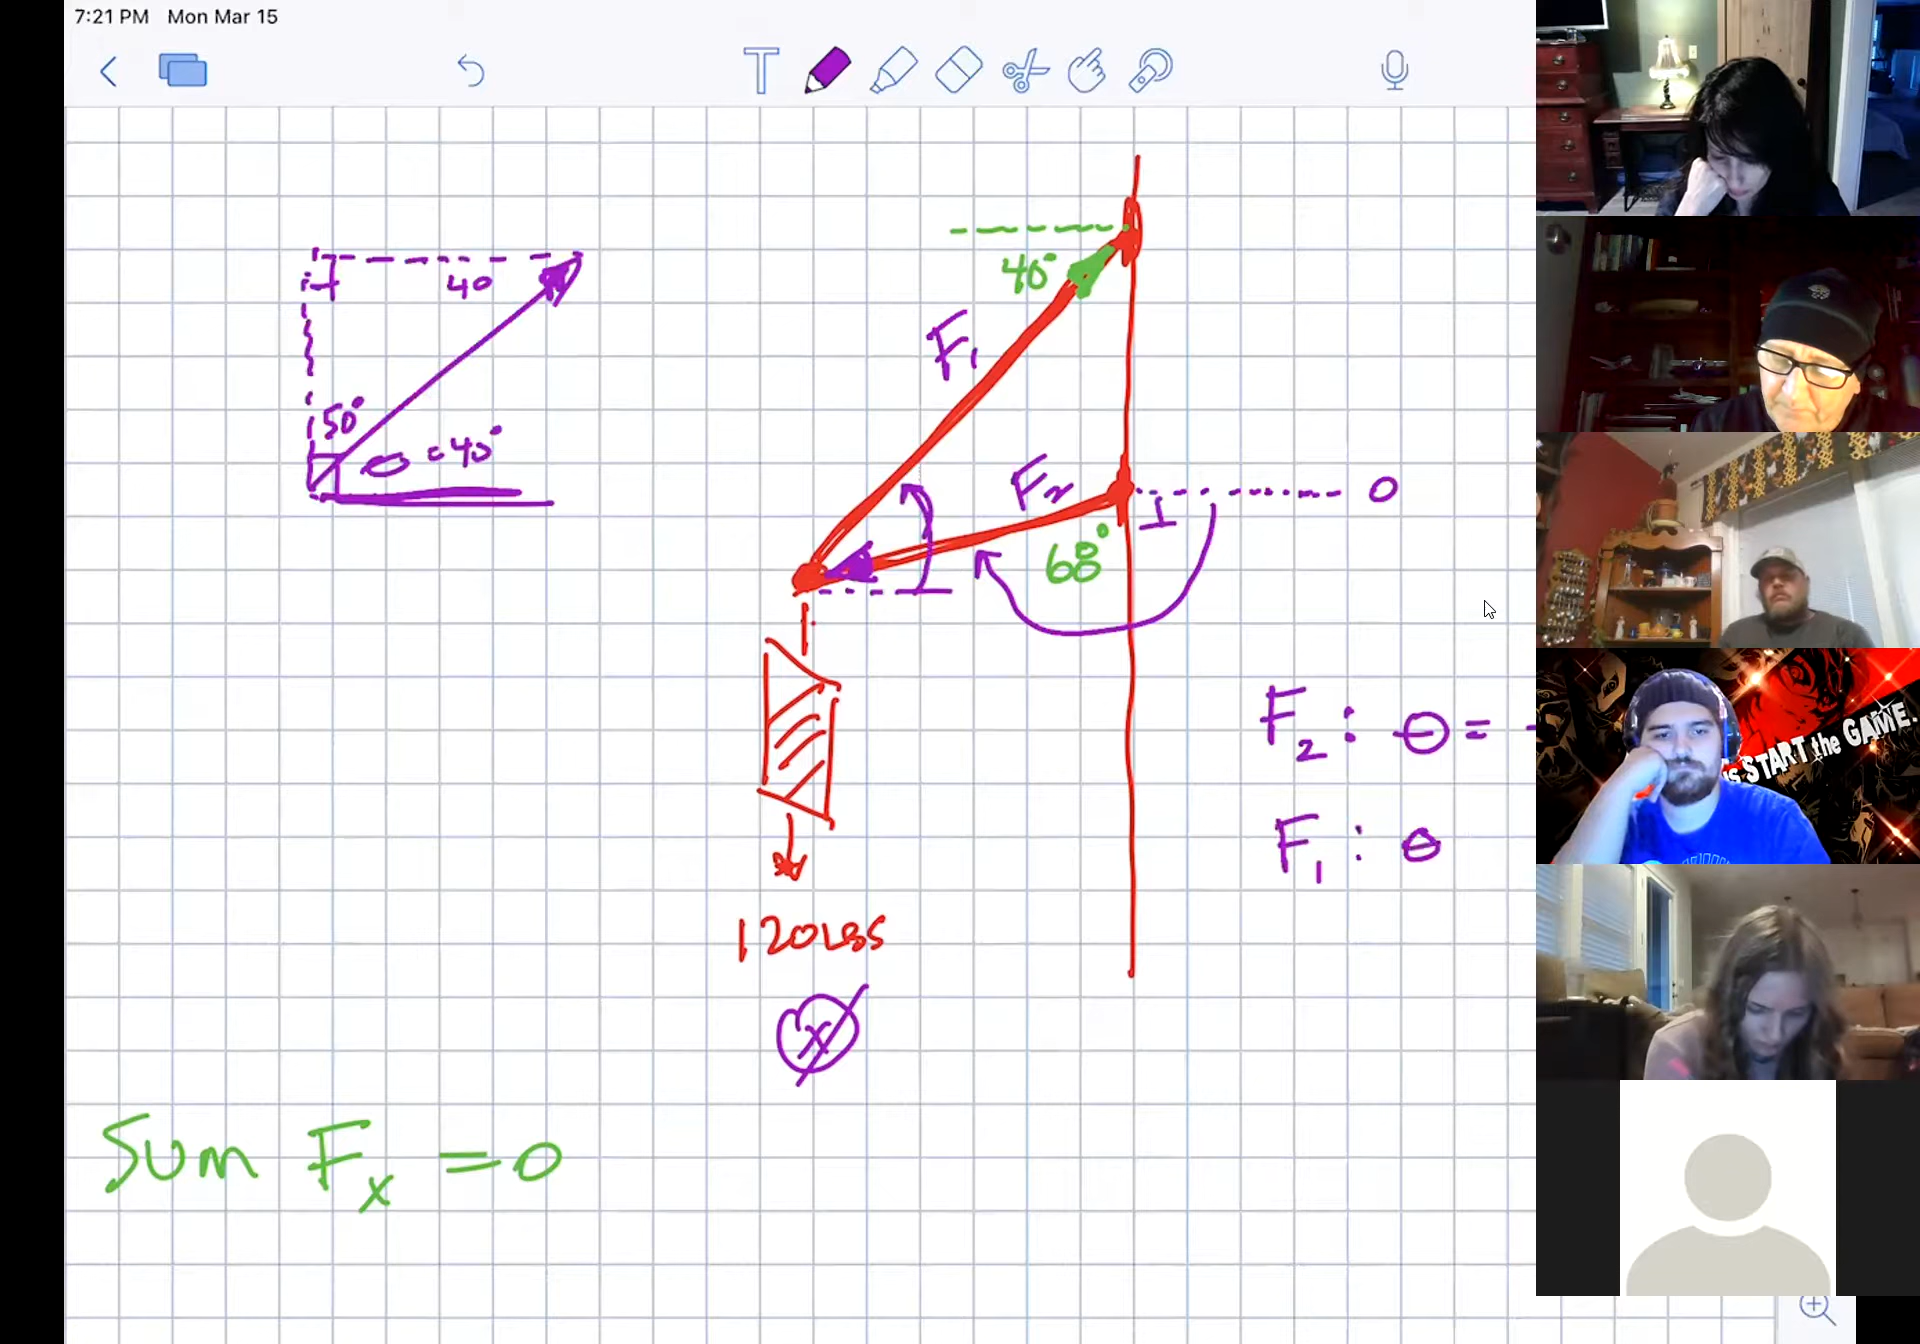 7:21 PM Mon Mar 15
T
40
40°
F₁
50°
θ = 40°
F₂
0
68°
F₂ : θ = -
F₁ : θ
120LBS
x
Sum Fx = 0
START the GAME.